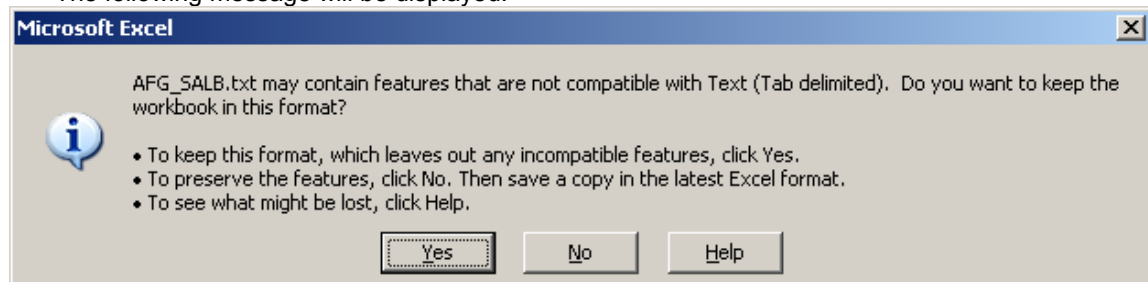 The following message will be displayed:
Microsoft Excel
AFG_SALB.txt may contain features that are not compatible with Text (Tab delimited). Do you want to keep the
workbook in this format?
• To keep this format, which leaves out any incompatible features, click Yes.
• To preserve the features, click No. Then save a copy in the latest Excel format.
• To see what might be lost, click Help.
Yes No Help